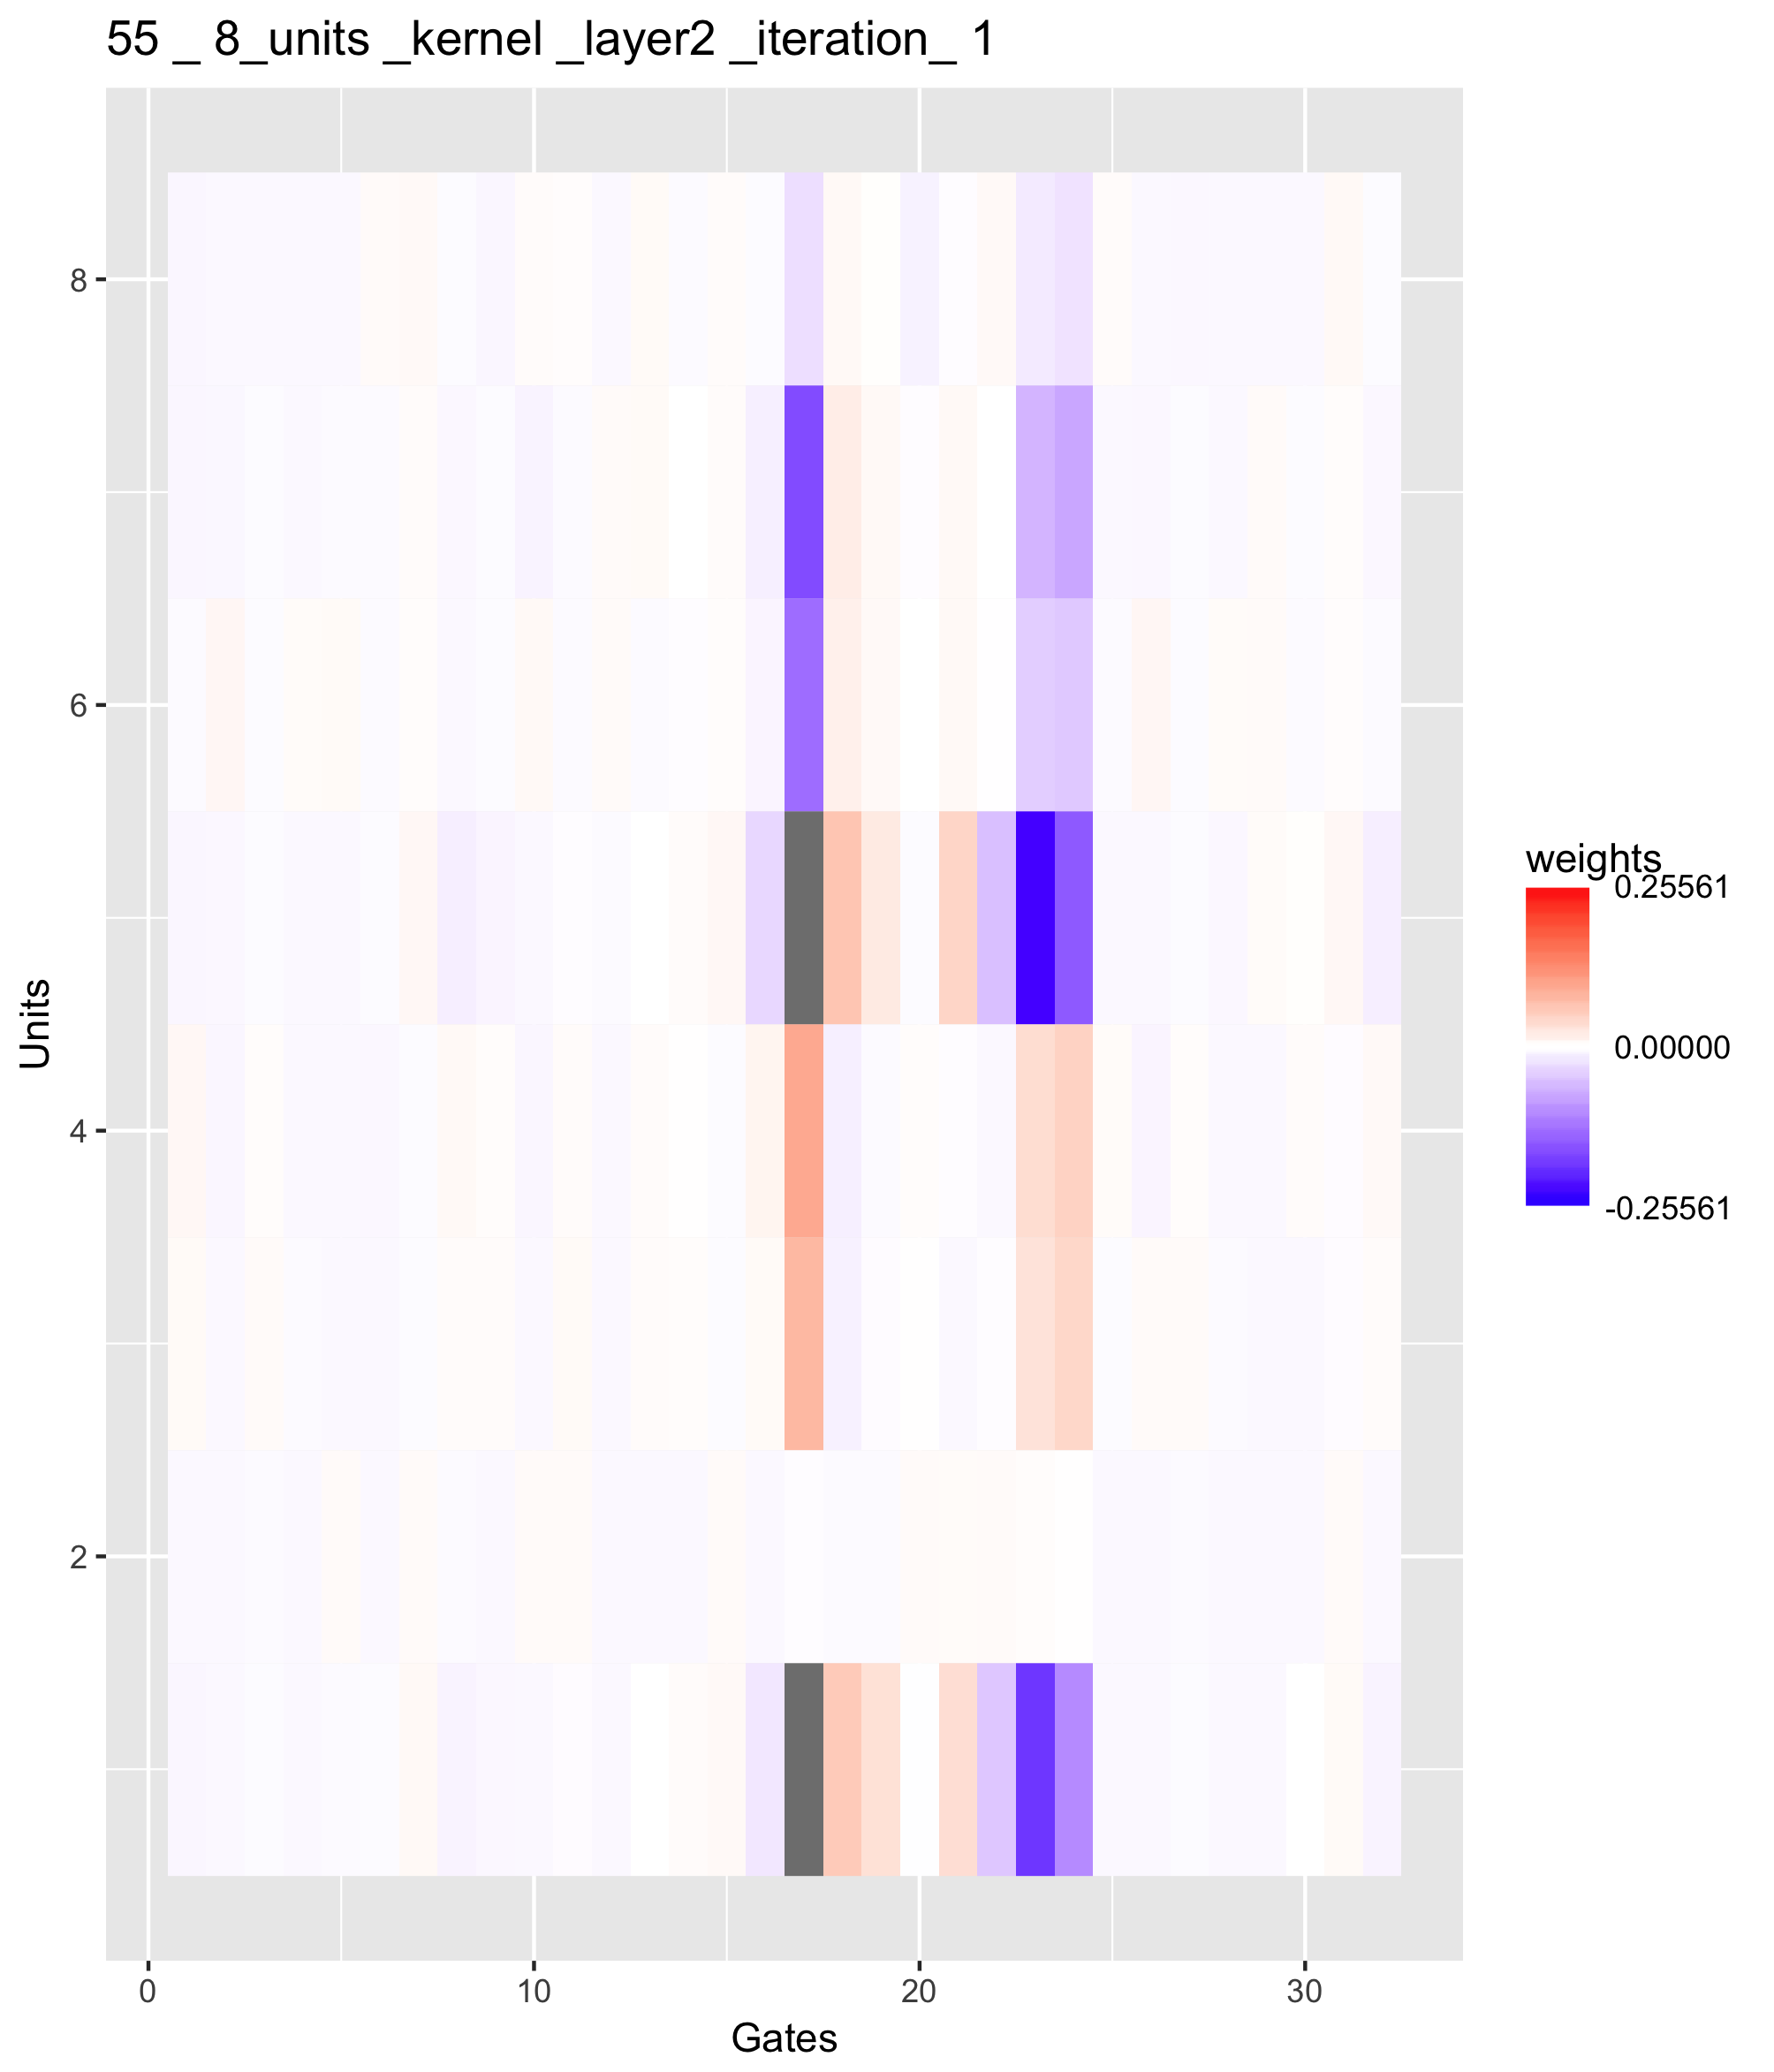 55 _ 8_units _kernel _layer2 _iteration_ 1
8
6
4
2
Units
0
10
20
30
Gates
weights
0.25561
0.00000
-0.25561